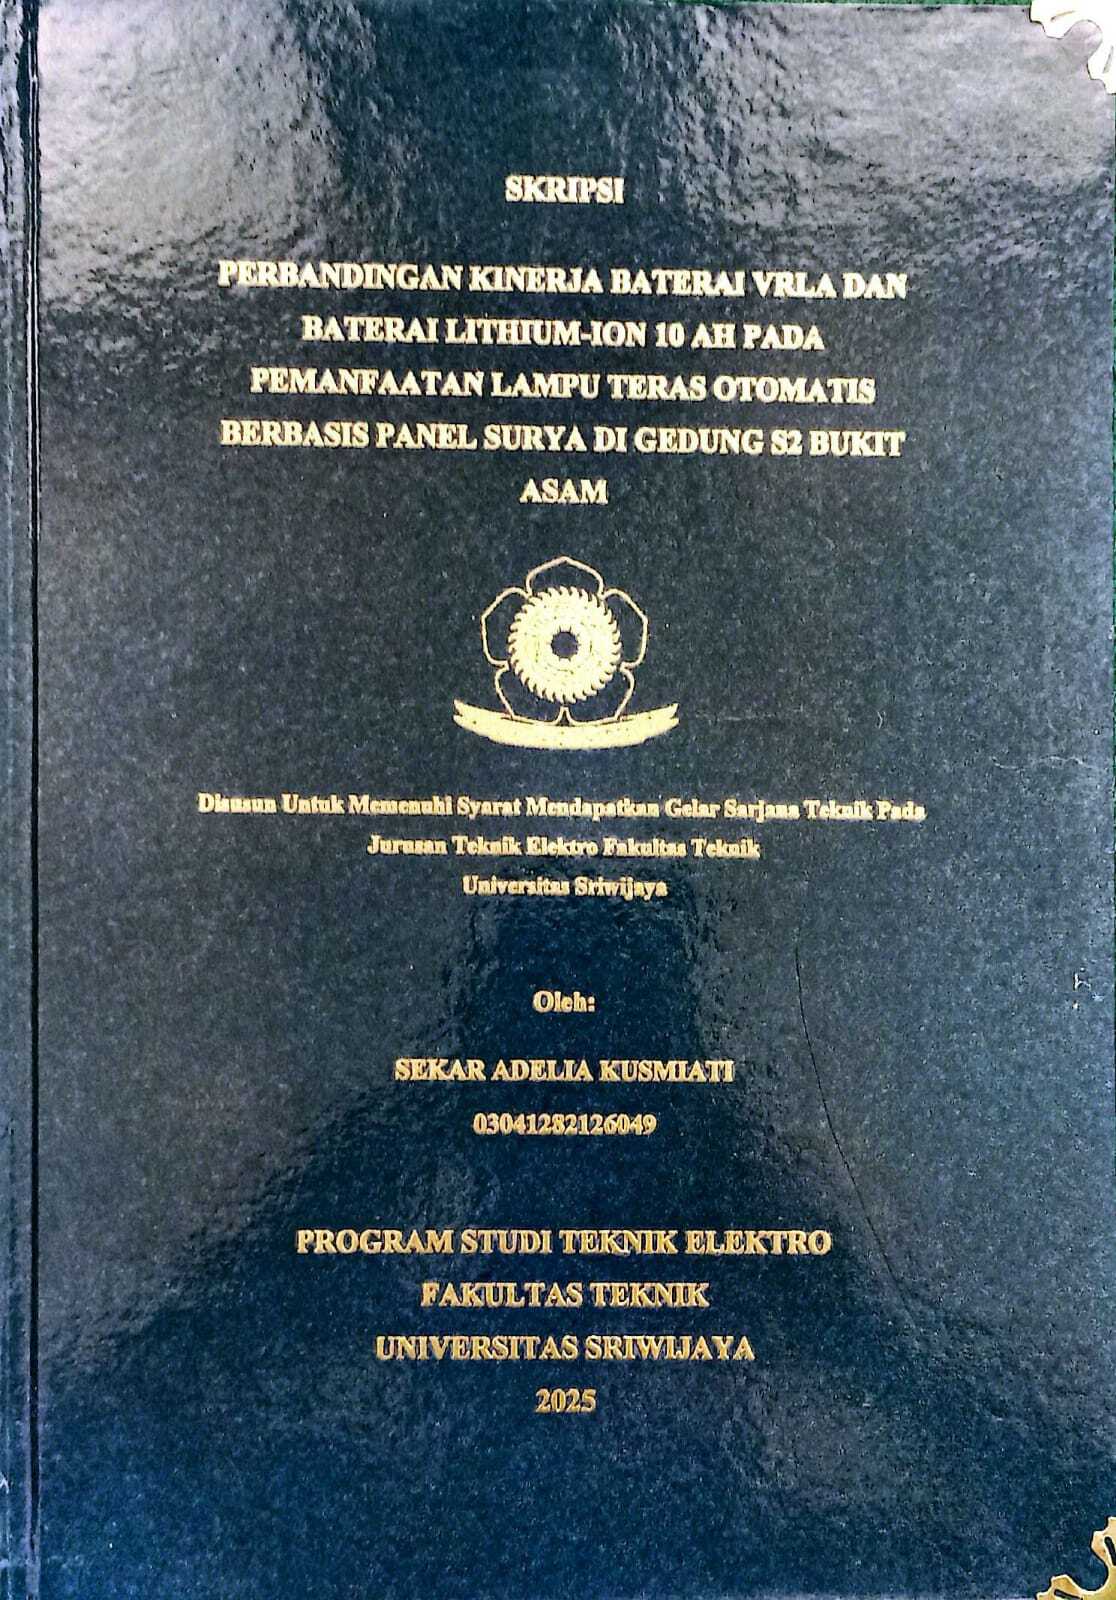 SKRIPSI
PERBANDINGAN KINERJA BATERAI VRLA DAN
BATERAI LITHIUM-ION 10 AH PADA
PEMANFAATAN LAMPU TERAS OTOMATIS
BERBASIS PANEL SURYA DI GEDUNG S2 BUKIT
ASAM
Disusun Untuk Memenuhi Syarat Mendapatkan Gelar Sarjana Teknik Pada
Jurusan Teknik Elektro Fakultas Teknik
Universitas Sriwijaya
Oleh:
SEKAR ADELIA KUSMIATI
03041282126049
PROGRAM STUDI TEKNIK ELEKTRO
FAKULTAS TEKNIK
UNIVERSITAS SRIWIJAYA
2025